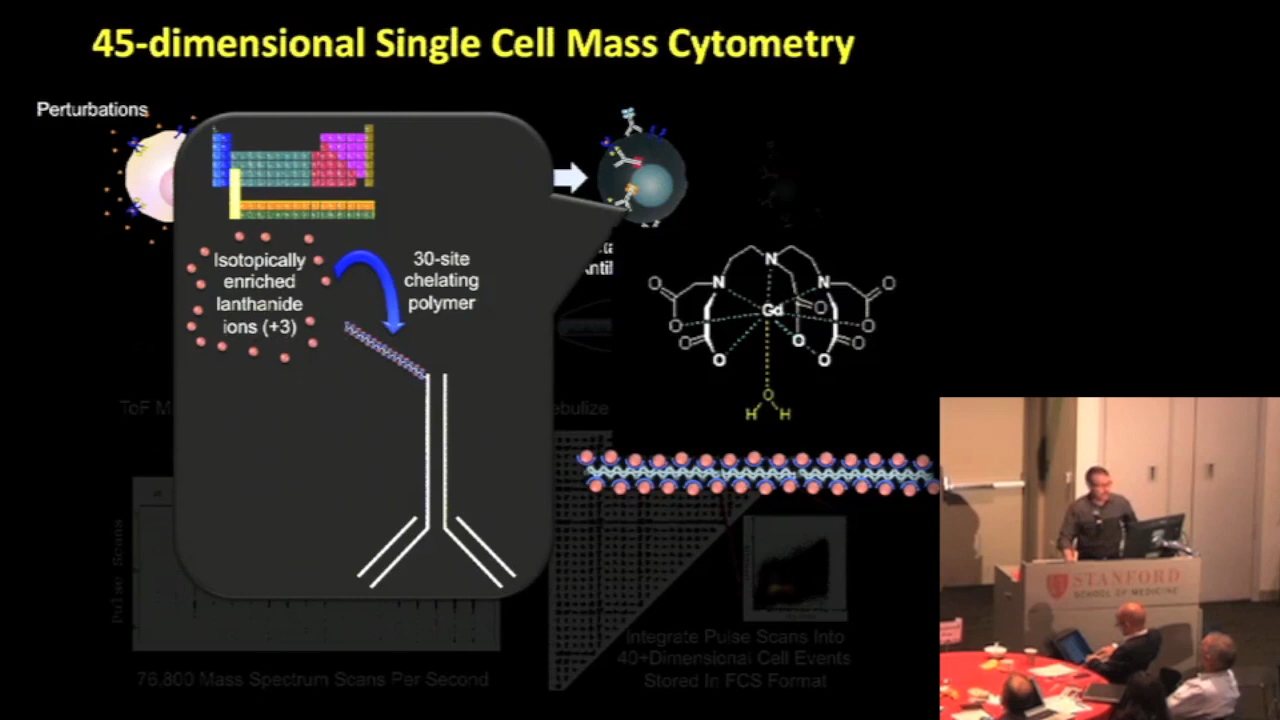 45-dimensional Single Cell Mass Cytometry
Perturbations
Isotopically
enriched
lanthanide
ions (+3)
30-site
chelating
polymer
N
N
N
O
O
O
O
O
O
O
O
O
O
Gd
O
H H
Pulse Scans
76,800 Mass Spectrum Scans Per Second
Integrate Pulse Scans Into
40+Dimensional Cell Events
Stored In FCS Format
STANFORD
SCHOOL OF MEDICINE